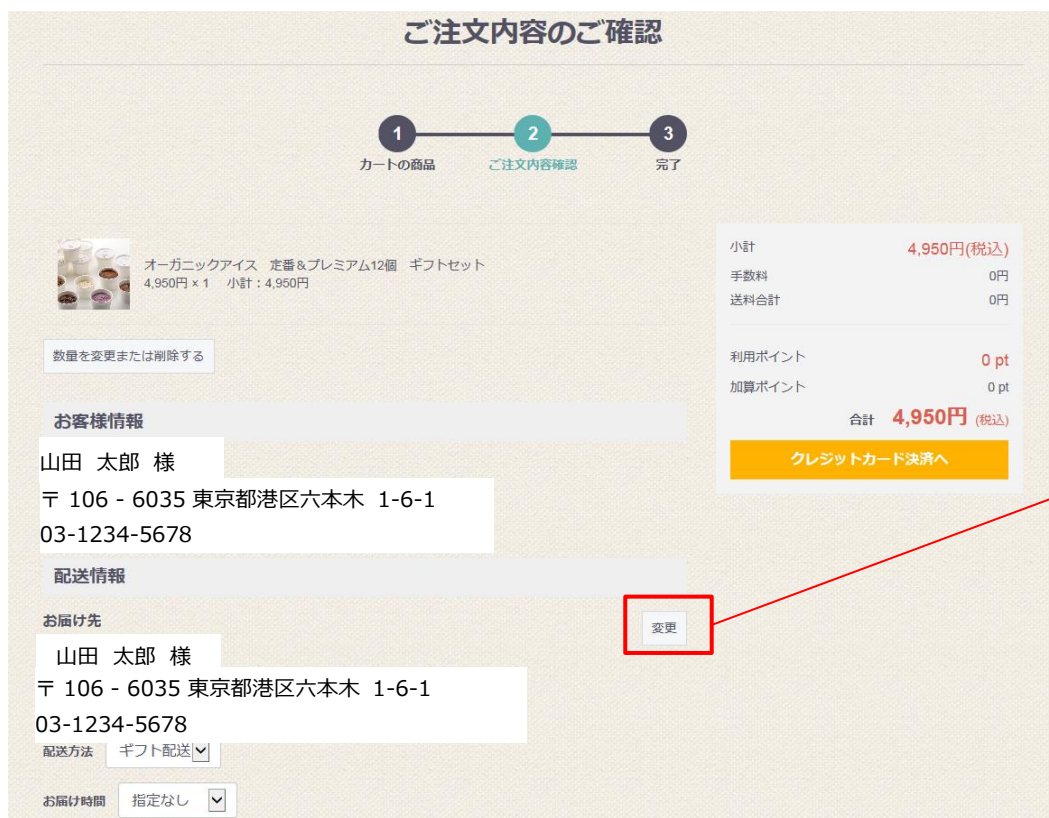 ご注文内容のご確認
1
2
3
カートの商品
ご注文内容確認
完了
オーガニックアイス 定番&プレミアム12個 ギフトセット
4,950円 × 1 小計:4,950円
数量を変更または削除する
小計 4,950円(税込)
手数料 0円
送料合計 0円
利用ポイント 0 pt
加算ポイント 0 pt
合計 4,950円 (税込)
クレジットカード決済へ
お客様情報
山田 太郎 様
〒 106 - 6035 東京都港区六本木 1-6-1
03-1234-5678
配送情報
お届け先
変更
山田 太郎 様
〒 106 - 6035 東京都港区六本木 1-6-1
03-1234-5678
配送方法 ギフト配送
お届け時間 指定なし